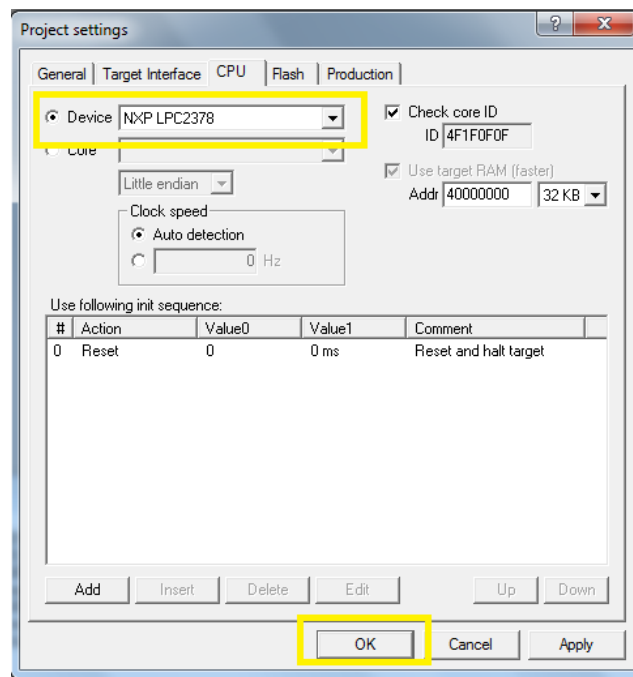 Project settings
General Target Interface CPU Flash Production
Device NXP LPC2378
Check core ID
ID 4F1F0F0F
Core
Use target RAM (faster)
Little endian
Addr 40000000 32 KB
Clock speed
Auto detection
0 Hz
Use following init sequence:
# Action Value0 Value1 Comment
0 Reset 0 0 ms Reset and halt target
Add Insert Delete Edit Up Down
OK Cancel Apply